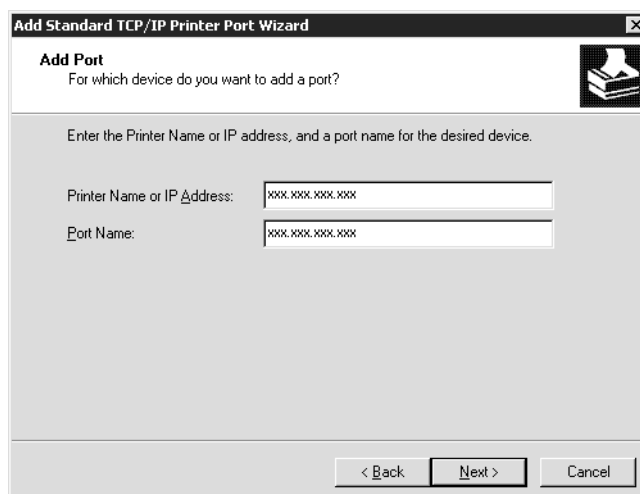 Add Standard TCP/IP Printer Port Wizard
Add Port
For which device do you want to add a port?
Enter the Printer Name or IP address, and a port name for the desired device.
Printer Name or IP Address: xxx.xxx.xxx.xxx
Port Name: xxx.xxx.xxx.xxx
< Back Next > Cancel